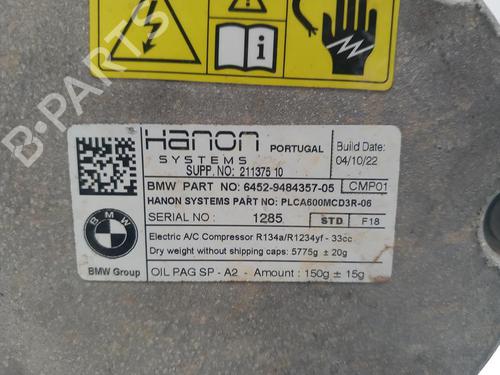 Hanon
SYSTEMS
PORTUGAL
Build Date:
04/10/22
SUPP. NO: 211375 10
BMW PART NO: 6452-9484357-05 CMP01
HANON SYSTEMS PART NO: PLCA600MCD3R-06
SERIAL NO : 1285 STD F18
BMW
BMW Group
Electric A/C Compressor R134a/R1234yf - 33cc
Dry weight without shipping caps: 5775g ± 20g
OIL PAG SP - A2 - Amount : 150g ± 15g
B-PARTS